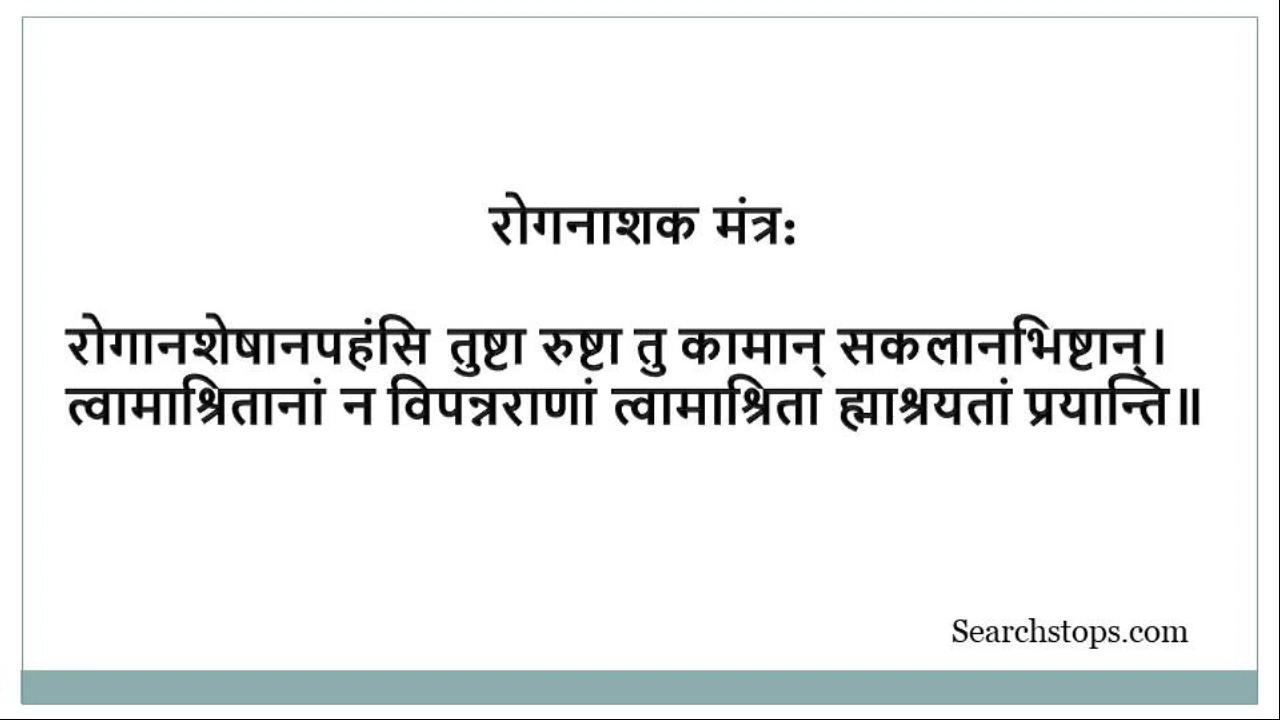 रोगनाशक मंत्र:
रोगानशेषानपहंसि तुष्टा रुष्टा तु कामान् सकलानभिष्टान्।
त्वामाश्रितानां न विपन्नराणां त्वामाश्रिता ह्माश्रयतां प्रयान्ति॥
Searchstops.com